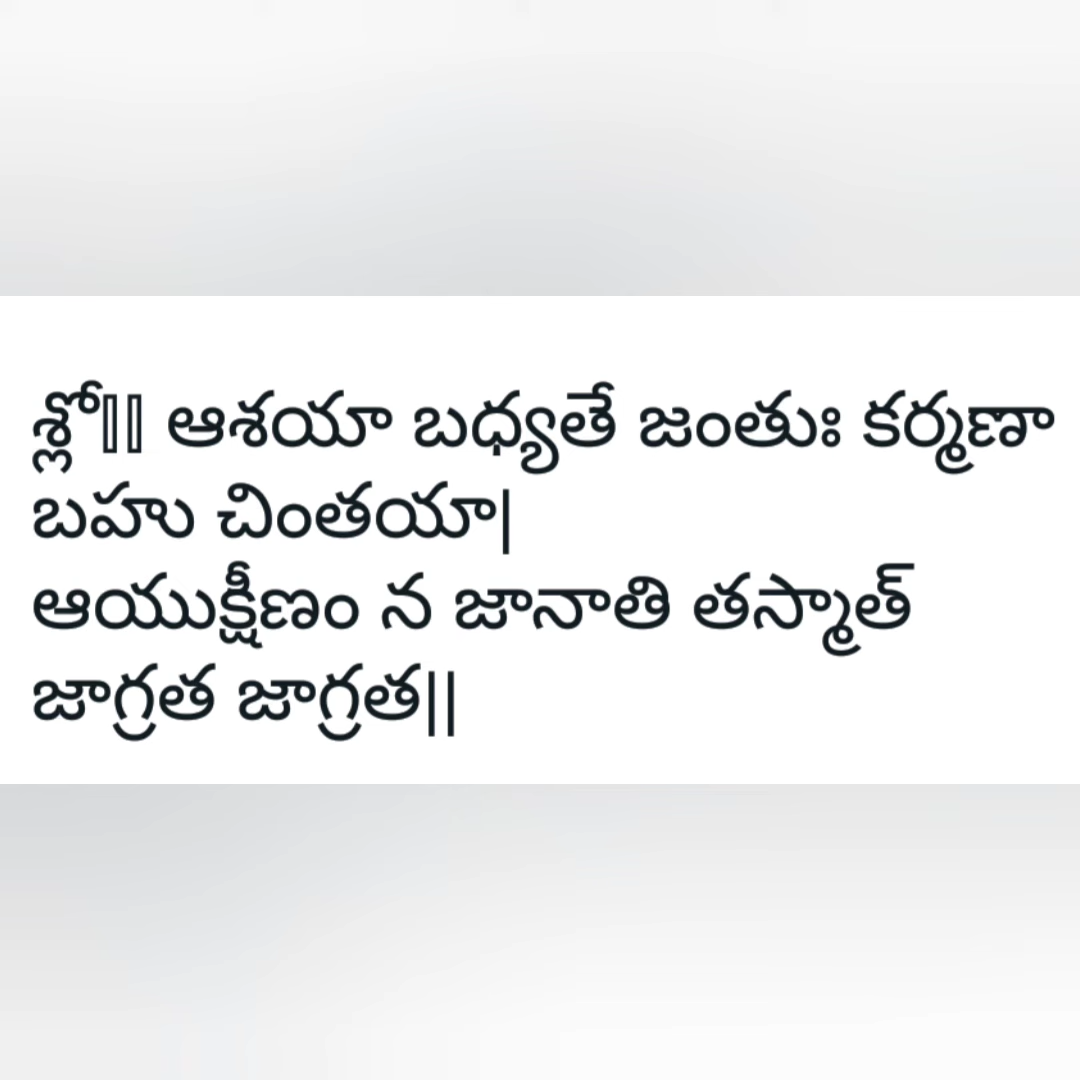 శ్లో॥ ఆశయా బధ్యతే జంతుః కర్మణా
బహు చింతయా|
ఆయుక్షీణం న జానాతి తస్మాత్
జాగ్రత జాగ్రత||